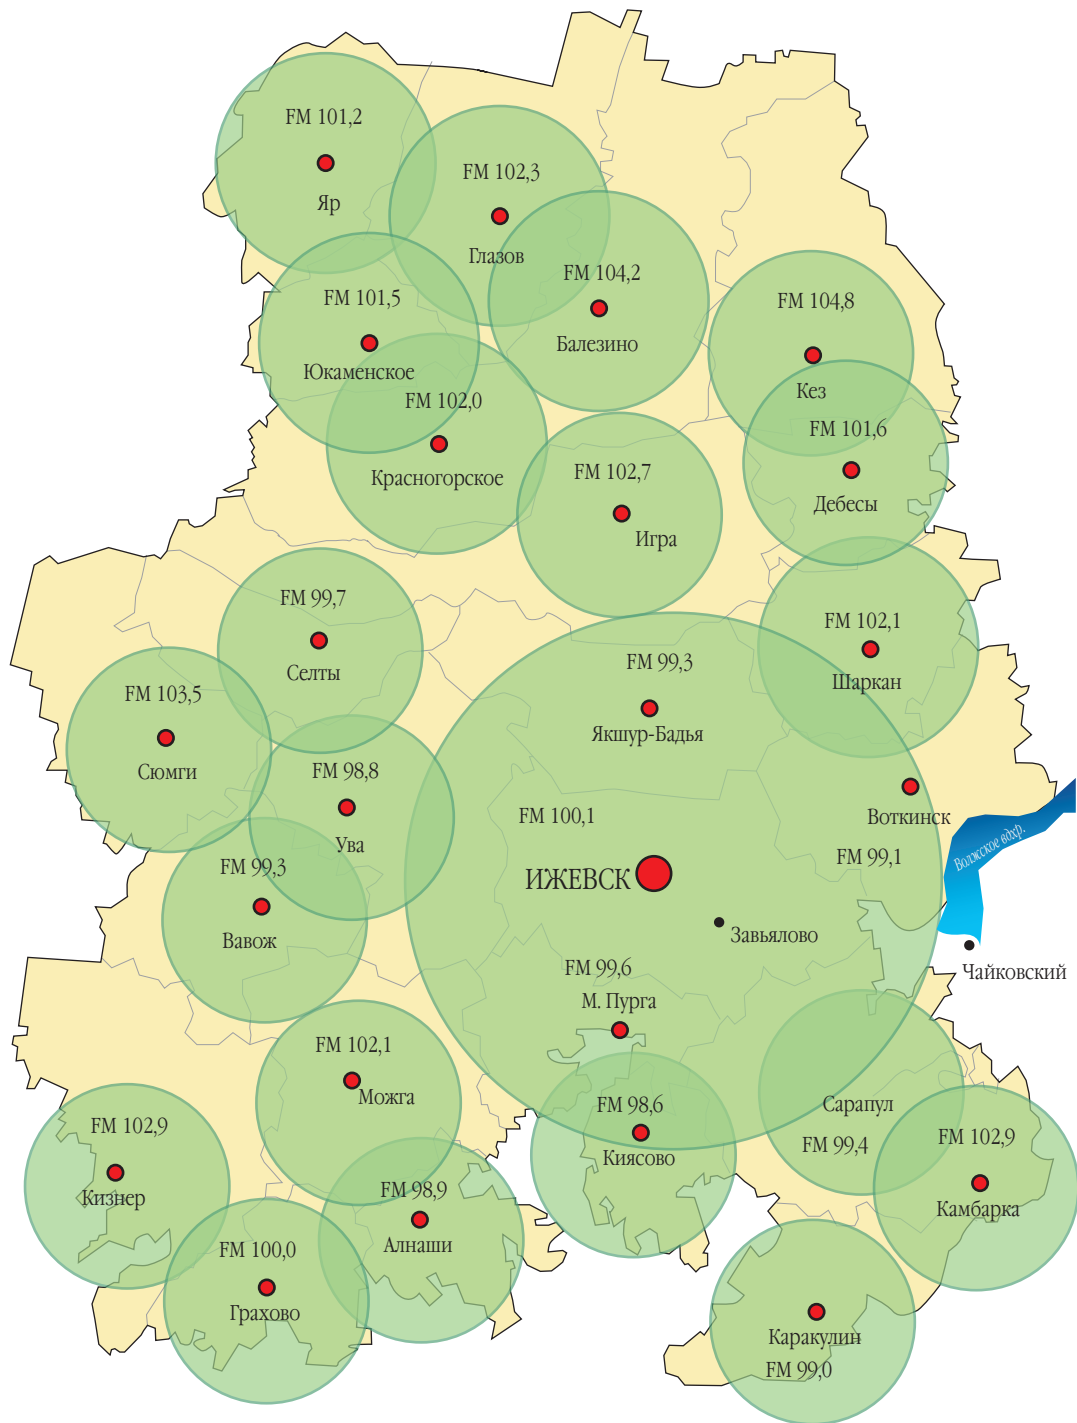 FM 101,2
Яр
FM 102,3
Глазов
FM 104,2
Балезино
FM 101,5
Юкаменское
FM 104,8
Кез
FM 102,0
Красногорское
FM 101,6
Дебесы
FM 102,7
Игра
FM 99,7
Селты
FM 102,1
Шаркан
FM 99,3
Якшур-Бадья
FM 103,5
Сюмги
FM 98,8
Ува
FM 100,1
ИЖЕВСК
Воткинск
FM 99,1
Волжское вдхр.
FM 99,3
Вавож
Завьялово
Чайковский
FM 99,6
М. Пурга
FM 102,1
Можга
FM 98,6
Киясово
Сарапул
FM 99,4
FM 102,9
Камбарка
FM 102,9
Кизнер
FM 98,9
Алнаши
FM 100,0
Грахово
Каракулин
FM 99,0